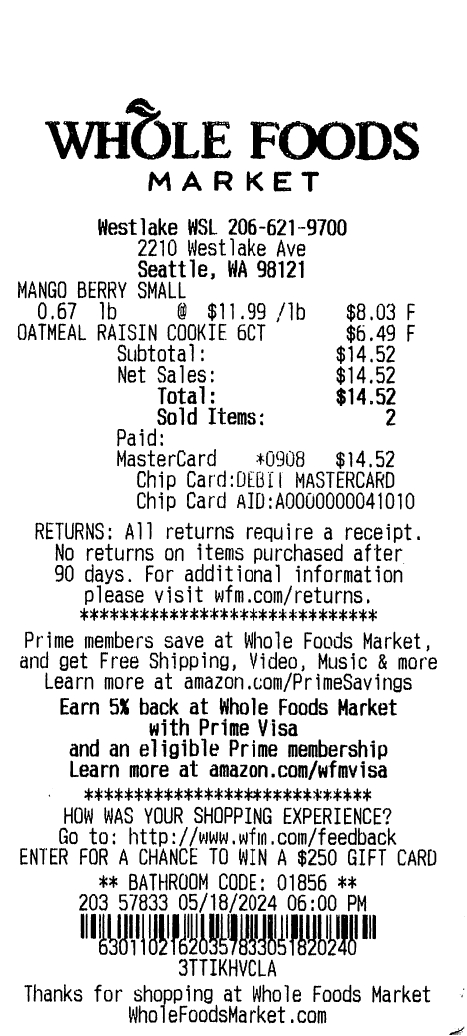 WHOLE FOODS
MARKET
Westlake WSL 206-621-9700
2210 Westlake Ave
Seattle, WA 98121
MANGO BERRY SMALL
0.67 lb @ $11.99 /lb $8.03 F
OATMEAL RAISIN COOKIE 6CT $6.49 F
Subtotal: $14.52
Net Sales: $14.52
Total: $14.52
Sold Items: 2
Paid:
MasterCard *0908 $14.52
Chip Card:DEBIT MASTERCARD
Chip Card AID:A0000000041010
RETURNS: All returns require a receipt.
No returns on items purchased after
90 days. For additional information
please visit wfm.com/returns.
******************************
Prime members save at Whole Foods Market,
and get Free Shipping, Video, Music & more
Learn more at amazon.com/PrimeSavings
Earn 5% back at Whole Foods Market
with Prime Visa
and an eligible Prime membership
Learn more at amazon.com/wfmvisa
*****************************
HOW WAS YOUR SHOPPING EXPERIENCE?
Go to: http://www.wfm.com/feedback
ENTER FOR A CHANCE TO WIN A $250 GIFT CARD
** BATHROOM CODE: 01856 **
203 57833 05/18/2024 06:00 PM
63011021620357833051820240
3TTIKHVCLA
Thanks for shopping at Whole Foods Market
WholeFoodsMarket.com